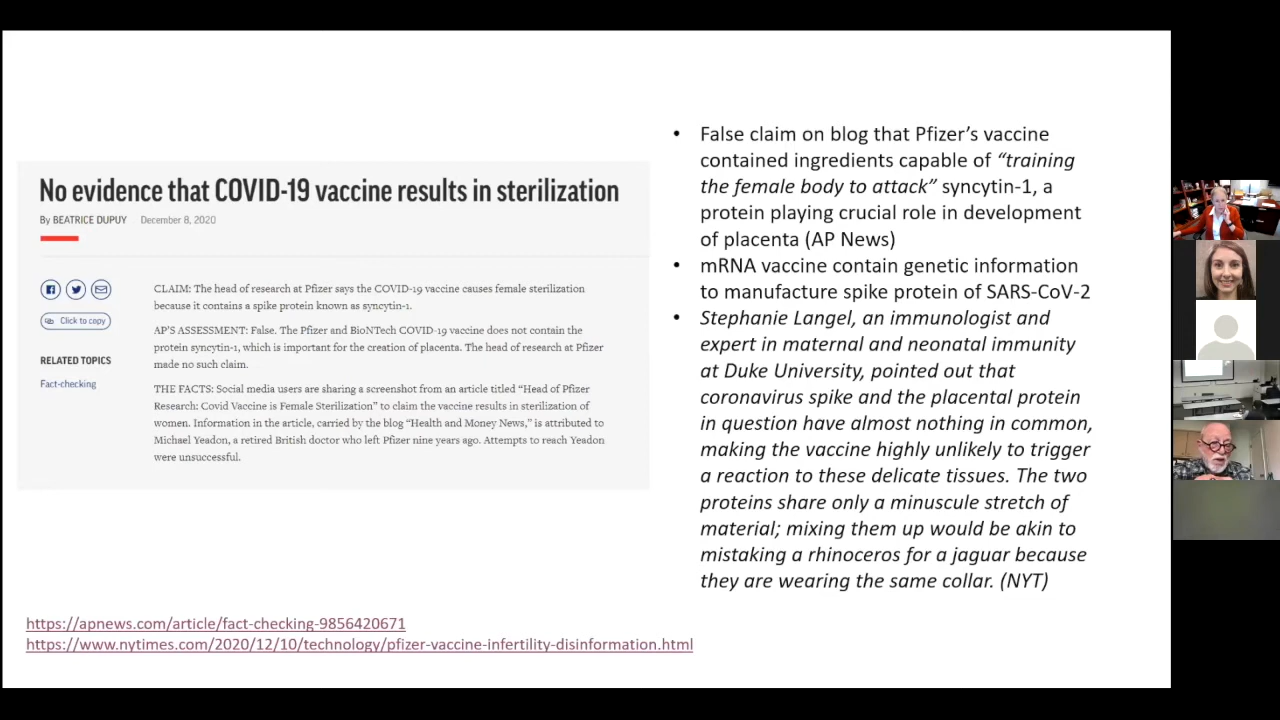 No evidence that COVID-19 vaccine results in sterilization
By BEATRICE DUPUY December 8, 2020
Click to copy
RELATED TOPICS
Fact-checking
CLAIM: The head of research at Pfizer says the COVID-19 vaccine causes female sterilization
because it contains a spike protein known as syncytin-1.
AP'S ASSESSMENT: False. The Pfizer and BioNTech COVID-19 vaccine does not contain the
protein syncytin-1, which is important for the creation of placenta. The head of research at Pfizer
made no such claim.
THE FACTS: Social media users are sharing a screenshot from an article titled “Head of Pfizer
Research: Covid Vaccine is Female Sterilization” to claim the vaccine results in sterilization of
women. Information in the article, carried by the blog “Health and Money News,” is attributed to
Michael Yeadon, a retired British doctor who left Pfizer nine years ago. Attempts to reach Yeadon
were unsuccessful.
• False claim on blog that Pfizer’s vaccine
contained ingredients capable of “training
the female body to attack” syncytin-1, a
protein playing crucial role in development
of placenta (AP News)
• mRNA vaccine contain genetic information
to manufacture spike protein of SARS-CoV-2
• Stephanie Langel, an immunologist and
expert in maternal and neonatal immunity
at Duke University, pointed out that
coronavirus spike and the placental protein
in question have almost nothing in common,
making the vaccine highly unlikely to trigger
a reaction to these delicate tissues. The two
proteins share only a minuscule stretch of
material; mixing them up would be akin to
mistaking a rhinoceros for a jaguar because
they are wearing the same collar. (NYT)
https://apnews.com/article/fact-checking-9856420671
https://www.nytimes.com/2020/12/10/technology/pfizer-vaccine-infertility-disinformation.html